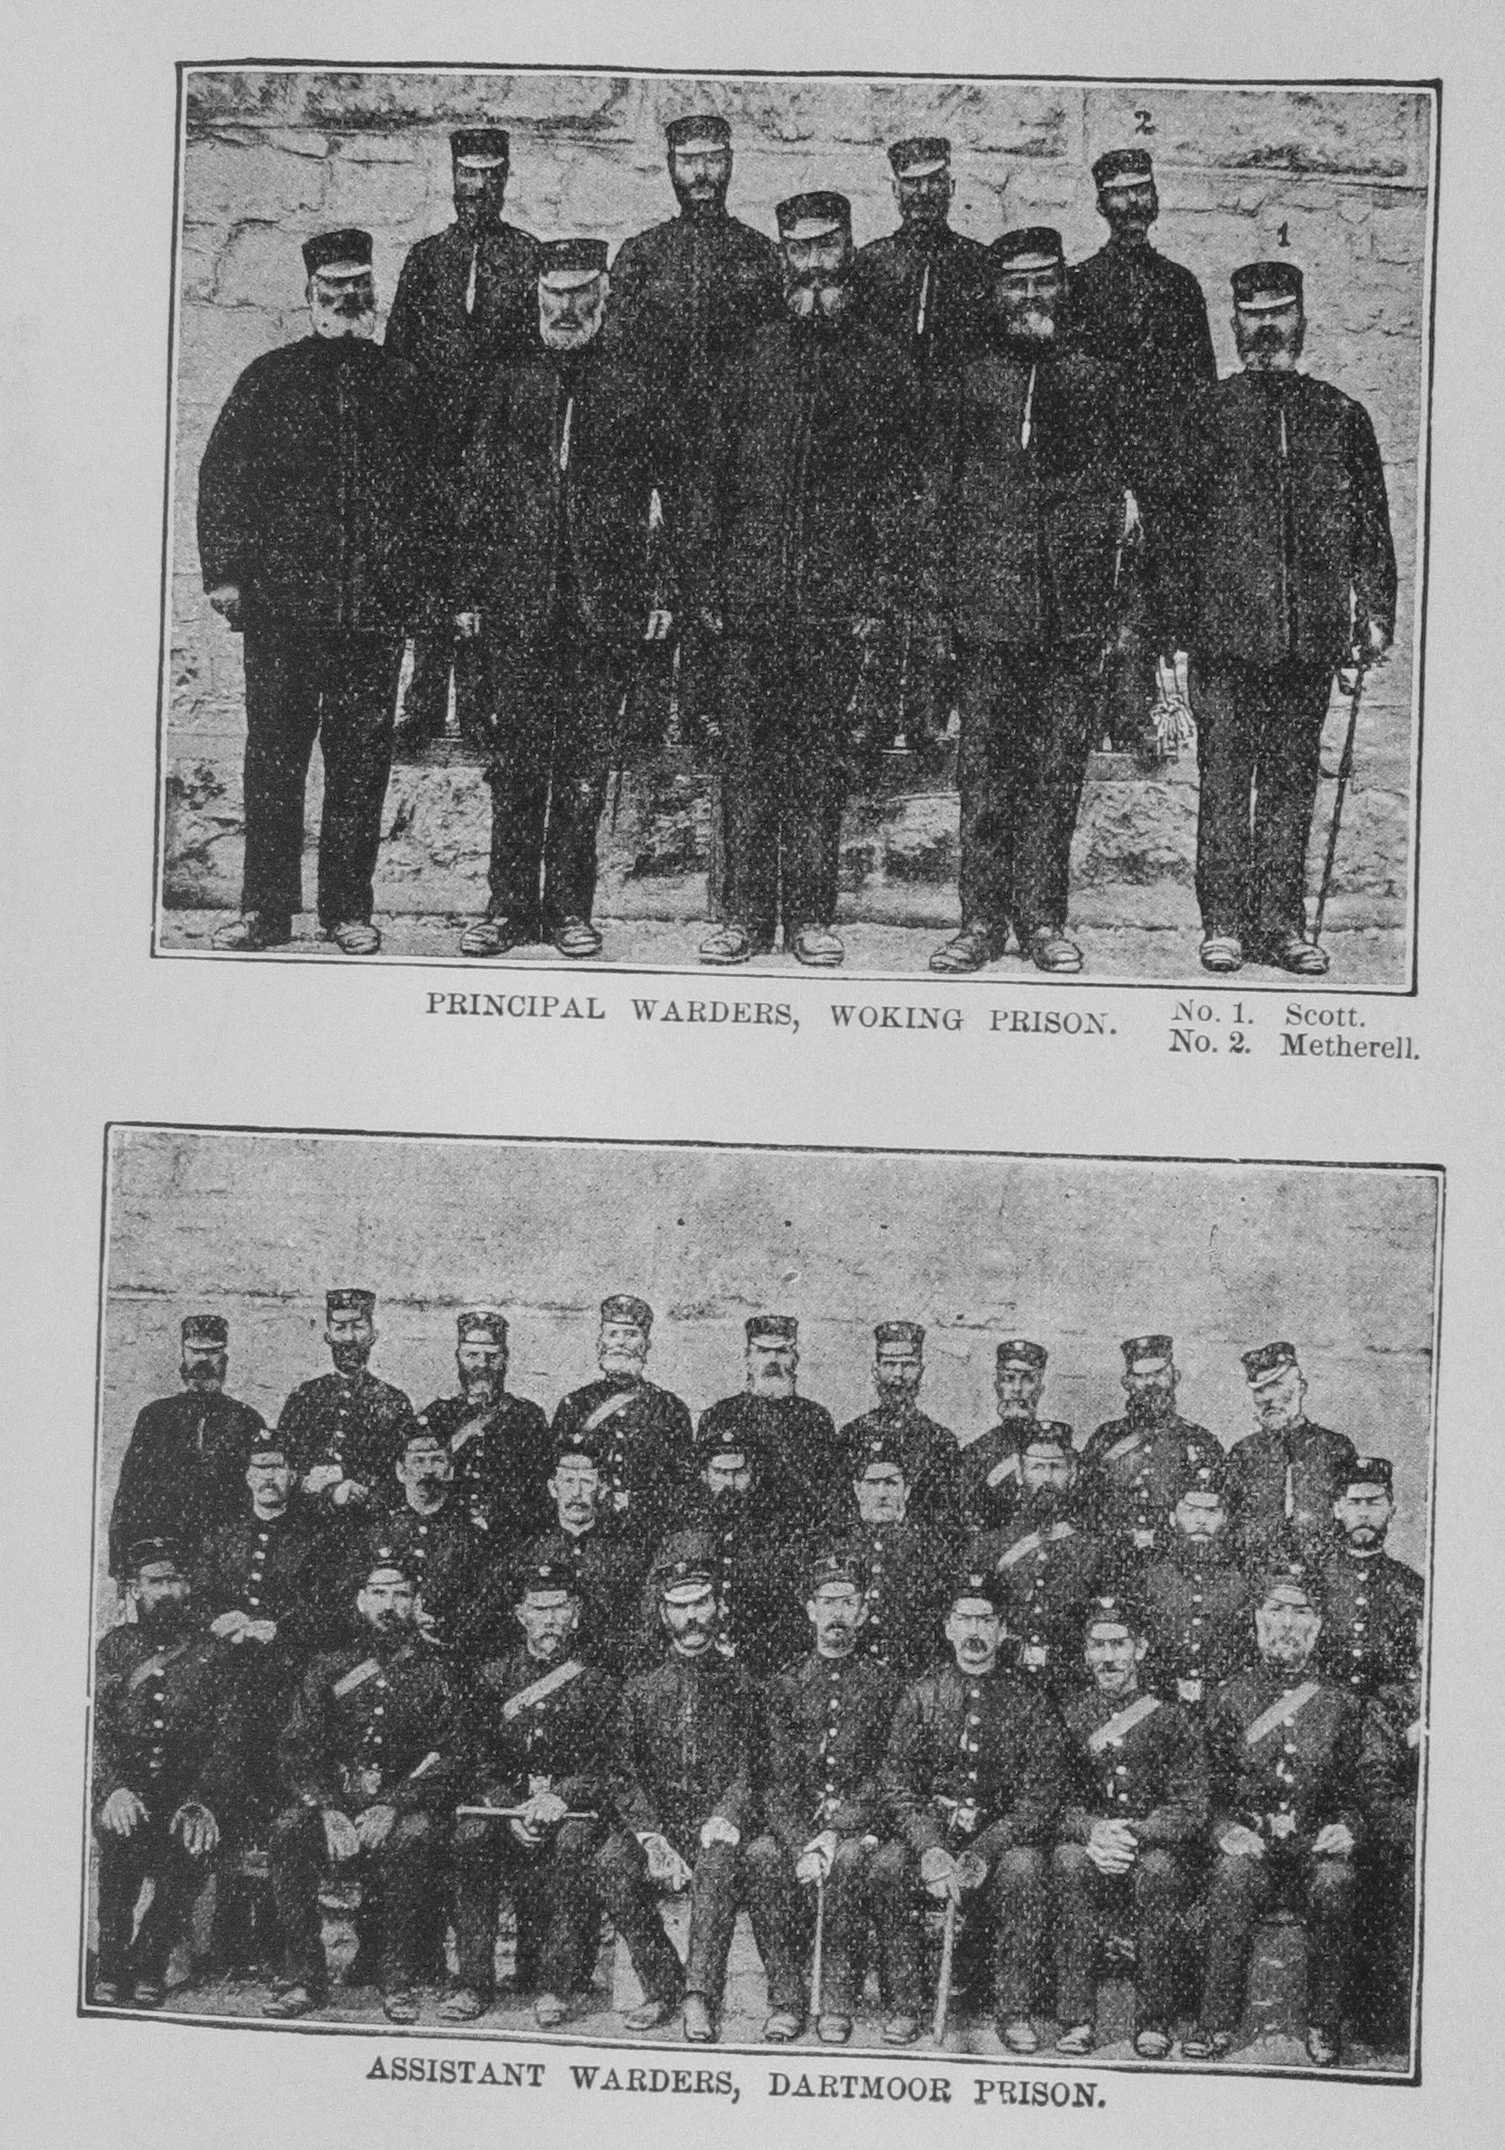 2
1
PRINCIPAL WARDERS, WOKING PRISON.
No. 1. Scott.
No. 2. Metherell.
ASSISTANT WARDERS, DARTMOOR PRISON.